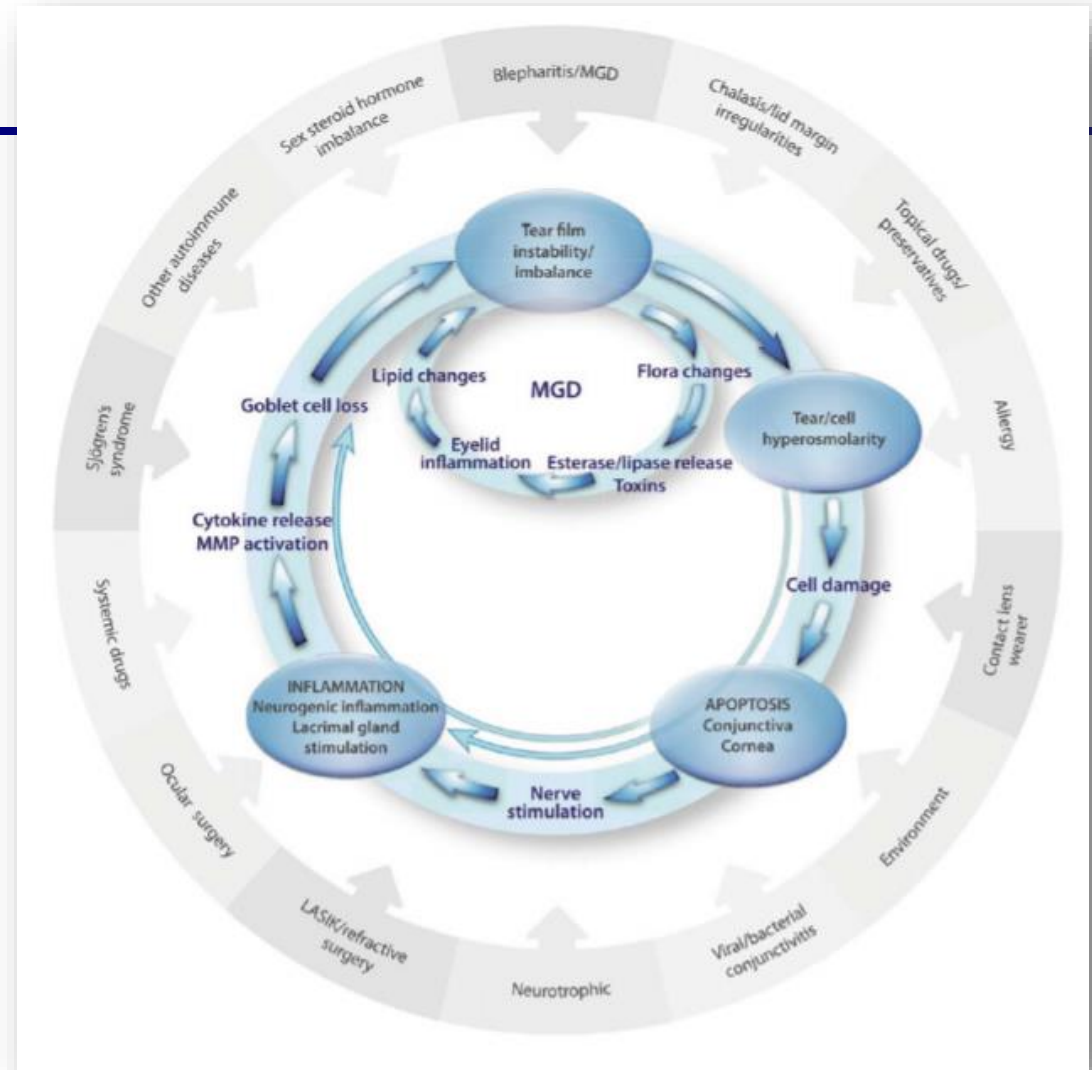 Blepharitis/MGD
Chalasis/lid margin
irregularities
Topical drugs/
preservatives
Allergy
Contact lens
wearer
Environment
Viral/bacterial
conjunctivitis
Neurotrophic
LASIK/refractive
surgery
Ocular surgery
Systemic drugs
Sjögren's
syndrome
Other autoimmune
diseases
Sex steroid hormone
imbalance
Tear film
instability/
imbalance
Tear/cell
hyperosmolarity
Cell damage
APOPTOSIS
Conjunctiva
Cornea
Nerve
stimulation
INFLAMMATION
Neurogenic inflammation
Lacrimal gland
stimulation
Cytokine release
MMP activation
Goblet cell loss
MGD
Flora changes
Esterase/lipase release
Toxins
Eyelid
inflammation
Lipid changes